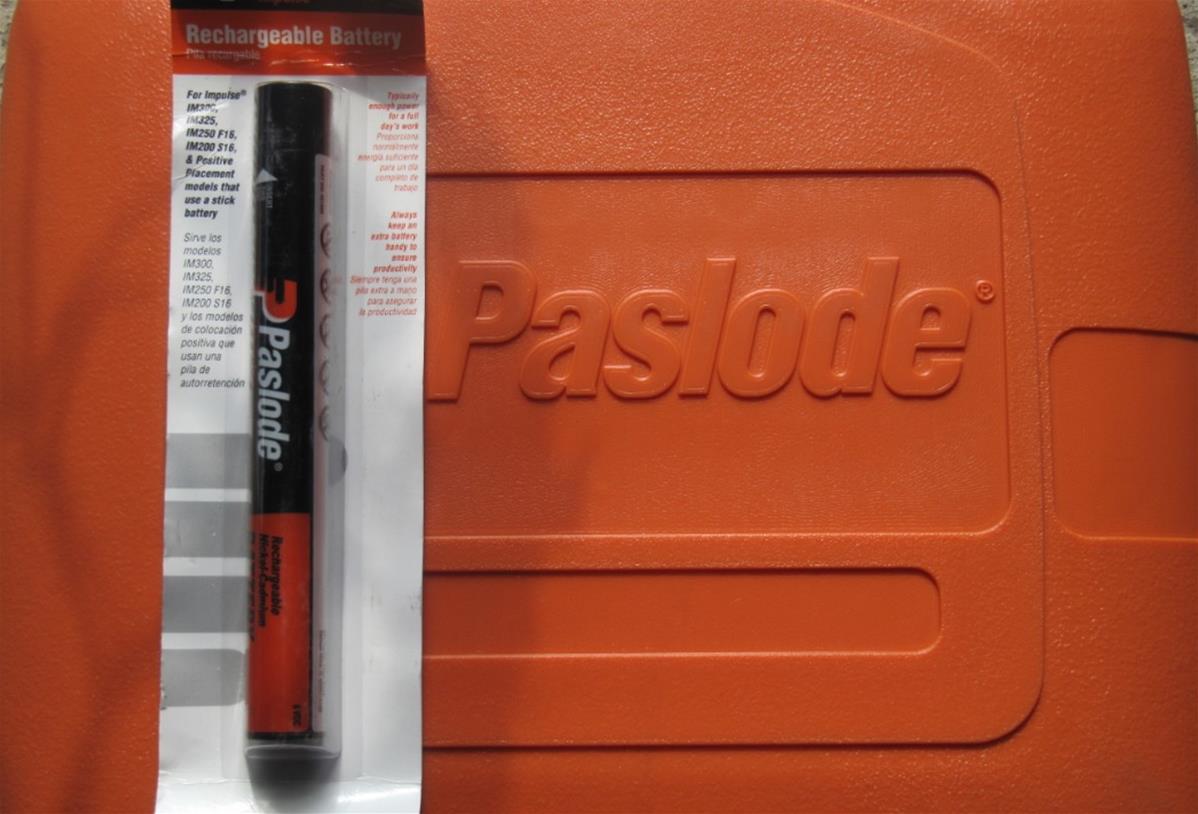 Rechargeable Battery
Pila recargable
For Impulse®
IM300,
IM325,
IM250 F16,
IM200 S16,
& Positive
Placement
models that
use a stick
battery
Sirve los
modelos
IM300,
IM325,
IM250 F16,
IM200 S16
y los modelos
de colocación
positiva que
usan una
pila de
autorretención
Typically
enough power
for a full
day's work
Proporciona
normalmente
energía suficiente
para un día
completo de
trabajo
Always
keep an
extra battery
handy to
ensure
productivity
Siempre tenga una
pila extra a mano
para asegurar
la productividad
INSERT
Paslode®
Rechargeable
Nickel-Cadmium
6 VDC
Paslode®